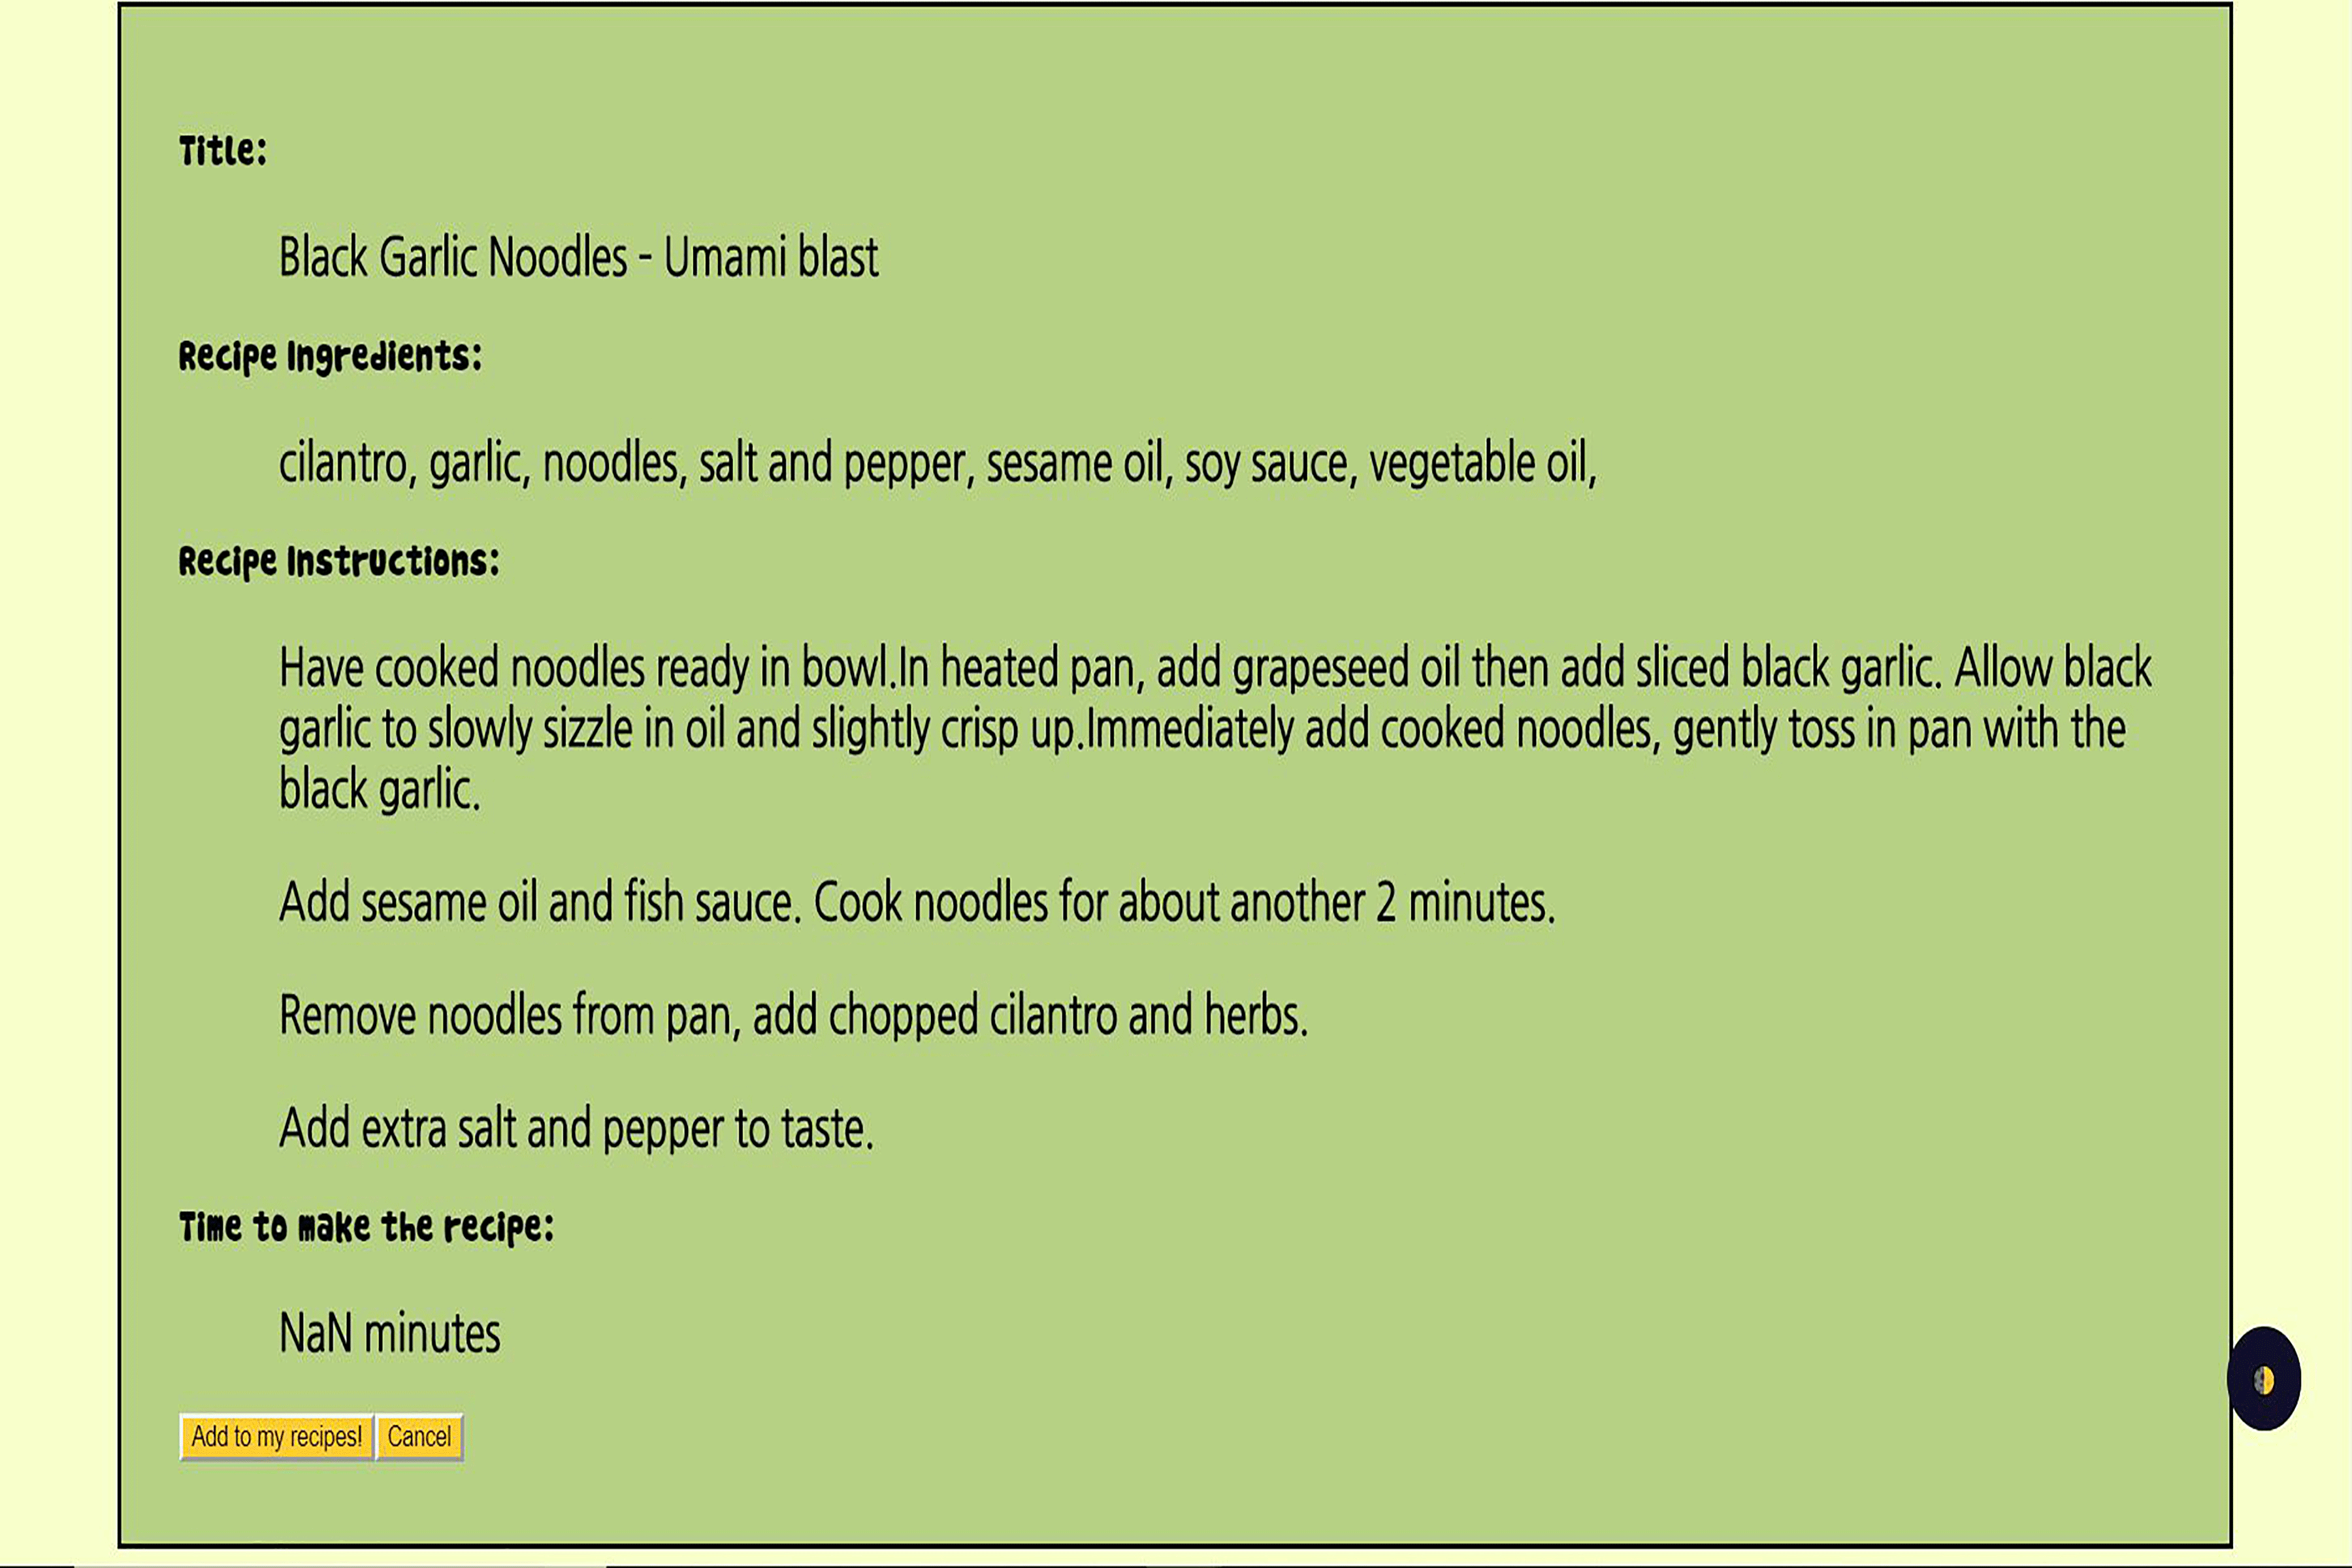 Title:
Black Garlic Noodles - Umami blast
Recipe Ingredients:
cilantro, garlic, noodles, salt and pepper, sesame oil, soy sauce, vegetable oil,
Recipe Instructions:
Have cooked noodles ready in bowl.In heated pan, add grapeseed oil then add sliced black garlic. Allow black
garlic to slowly sizzle in oil and slightly crisp up.Immediately add cooked noodles, gently toss in pan with the
black garlic.
Add sesame oil and fish sauce. Cook noodles for about another 2 minutes.
Remove noodles from pan, add chopped cilantro and herbs.
Add extra salt and pepper to taste.
Time to make the recipe:
NaN minutes
Add to my recipes! Cancel